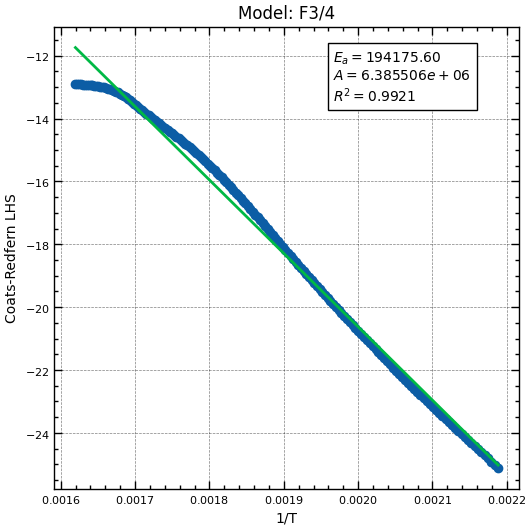 Model: F3/4
E_a = 194175.60
A = 6.385506e + 06
R² = 0.9921
Coats-Redfern LHS
−12
−14
−16
−18
−20
−22
−24
0.0016 0.0017 0.0018 0.0019 0.0020 0.0021 0.0022
1/T